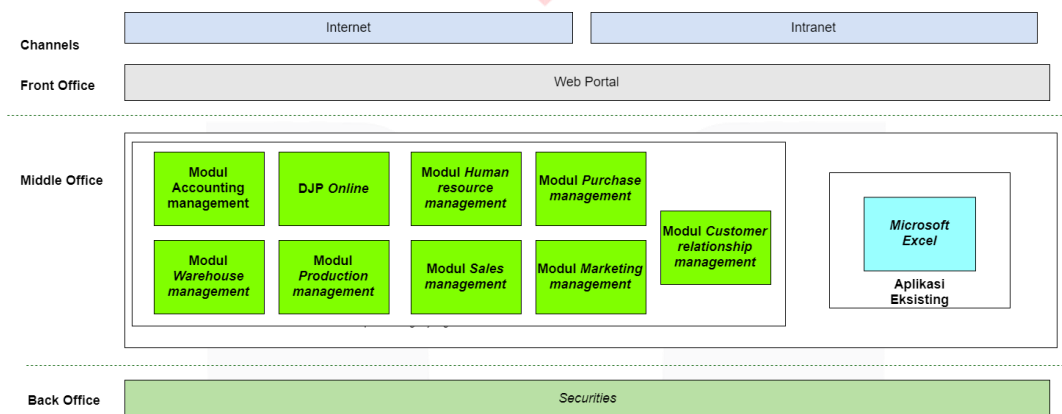 Internet
Intranet
Channels
Front Office
Web Portal
Middle Office
Modul
Accounting
management
DJP Online
Modul Human
resource
management
Modul Purchase
management
Modul Customer
relationship
management
Modul
Warehouse
management
Modul
Production
management
Modul Sales
management
Modul Marketing
management
Microsoft
Excel
Aplikasi
Eksisting
Back Office
Securities